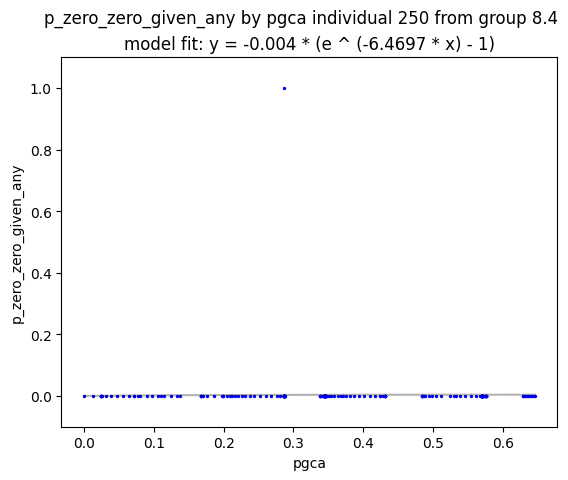 p_zero_zero_given_any by pgca individual 250 from group 8.4
model fit: y = -0.004 * (e ^ (-6.4697 * x) - 1)
1.0
0.8
0.6
0.4
0.2
0.0
p_zero_zero_given_any
0.0 0.1 0.2 0.3 0.4 0.5 0.6
pgca